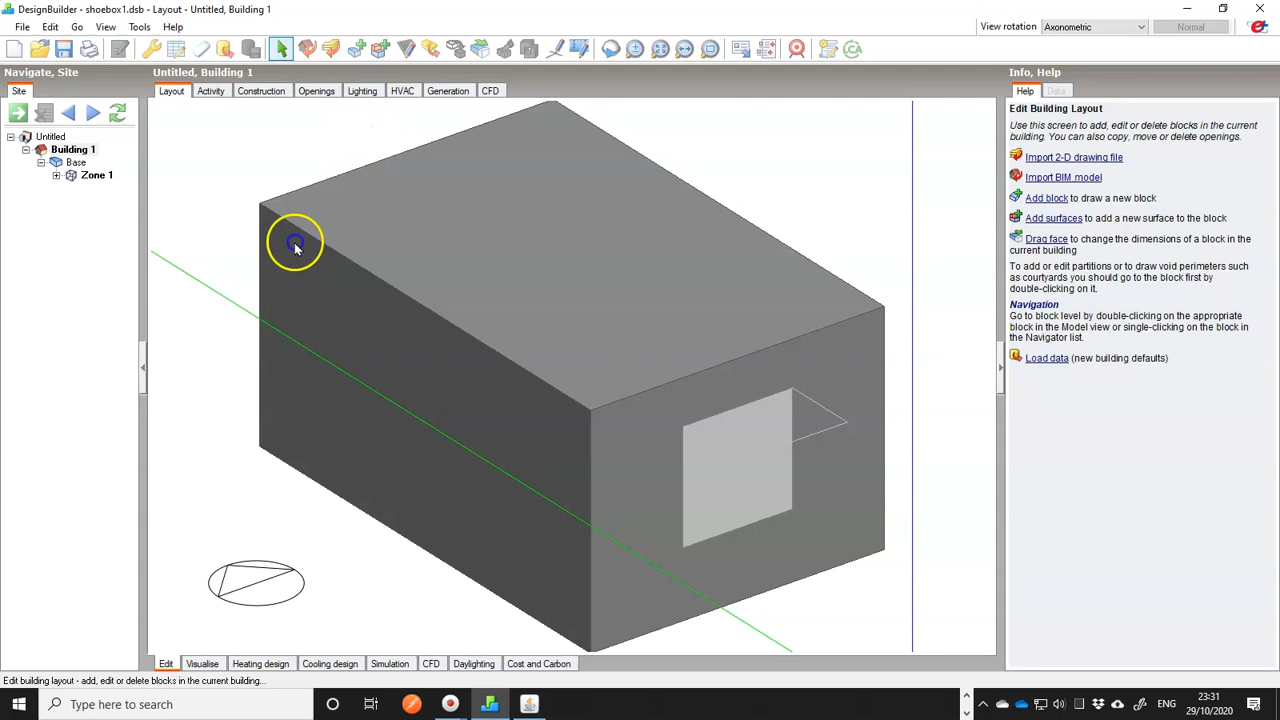 DesignBuilder - shoebox1.dsb - Layout - Untitled, Building 1
File Edit Go View Tools Help
View rotation Axonometric Normal
Navigate, Site
Untitled, Building 1
Info, Help
Site
Layout Activity Construction Openings Lighting HVAC Generation CFD
Help Data
Untitled
Building 1
Base
Zone 1
Edit Building Layout
Use this screen to add, edit or delete blocks in the current
building. You can also copy, move or delete openings.
Import 2-D drawing file
Import BIM model
Add block to draw a new block
Add surfaces to add a new surface to the block
Drag face to change the dimensions of a block in the
current building
To add or edit partitions or to draw void perimeters such
as courtyards you should go to the block first by
double-clicking on it.
Navigation
Go to block level by double-clicking on the appropriate
block in the Model view or single-clicking on the block in
the Navigator list.
Load data (new building defaults)
Edit Visualise Heating design Cooling design Simulation CFD Daylighting Cost and Carbon
Edit building layout - add, edit or delete blocks in the current building...
Type here to search
ENG
23:31
29/10/2020